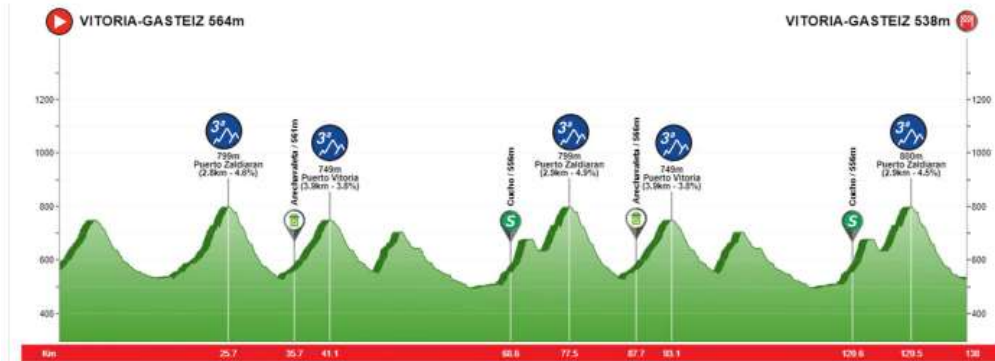 VITORIA-GASTEIZ 564m
VITORIA-GASTEIZ 538m
1200
1000
800
600
400
1200
1000
800
600
400
3ª
799m
Puerto Zaldiaran
(2.8km - 4.6%)
Arecharraleta / 561m
3ª
749m
Puerto Vitoria
(3.9km - 3.8%)
Cucho / 556m
S
3ª
799m
Puerto Zaldiaran
(2.9km - 4.9%)
Arecharraleta / 566m
3ª
749m
Puerto Vitoria
(3.9km - 3.8%)
Cucho / 556m
S
3ª
800m
Puerto Zaldiaran
(2.9km - 4.5%)
Km 25.7 35.7 41.1 68.6 77.5 87.7 93.1 120.6 129.5 138